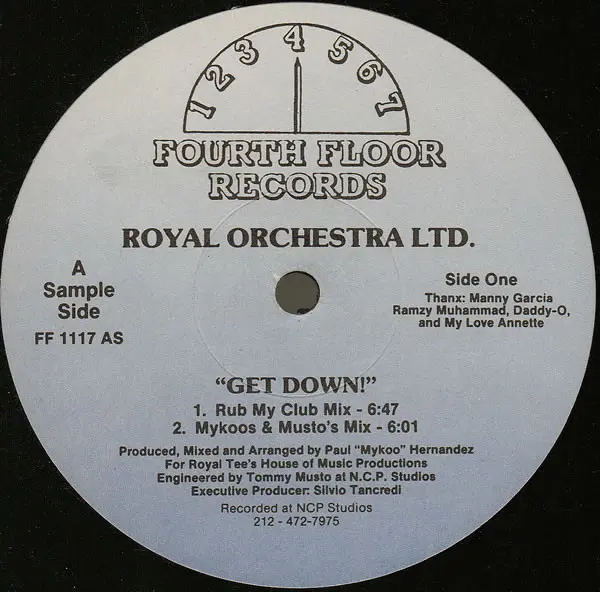 1 2 3 4 5 6 7
FOURTH FLOOR
RECORDS
ROYAL ORCHESTRA LTD.
A
Sample
Side
FF 1117 AS
Side One
Thanx: Manny Garcia
Ramzy Muhammad, Daddy-O,
and My Love Annette
"GET DOWN!"
1. Rub My Club Mix - 6:47
2. Mykoos & Musto's Mix - 6:01
Produced, Mixed and Arranged by Paul "Mykoo" Hernandez
For Royal Tee's House of Music Productions
Engineered by Tommy Musto at N.C.P. Studios
Executive Producer: Silvio Tancredi
Recorded at NCP Studios
212 - 472-7975